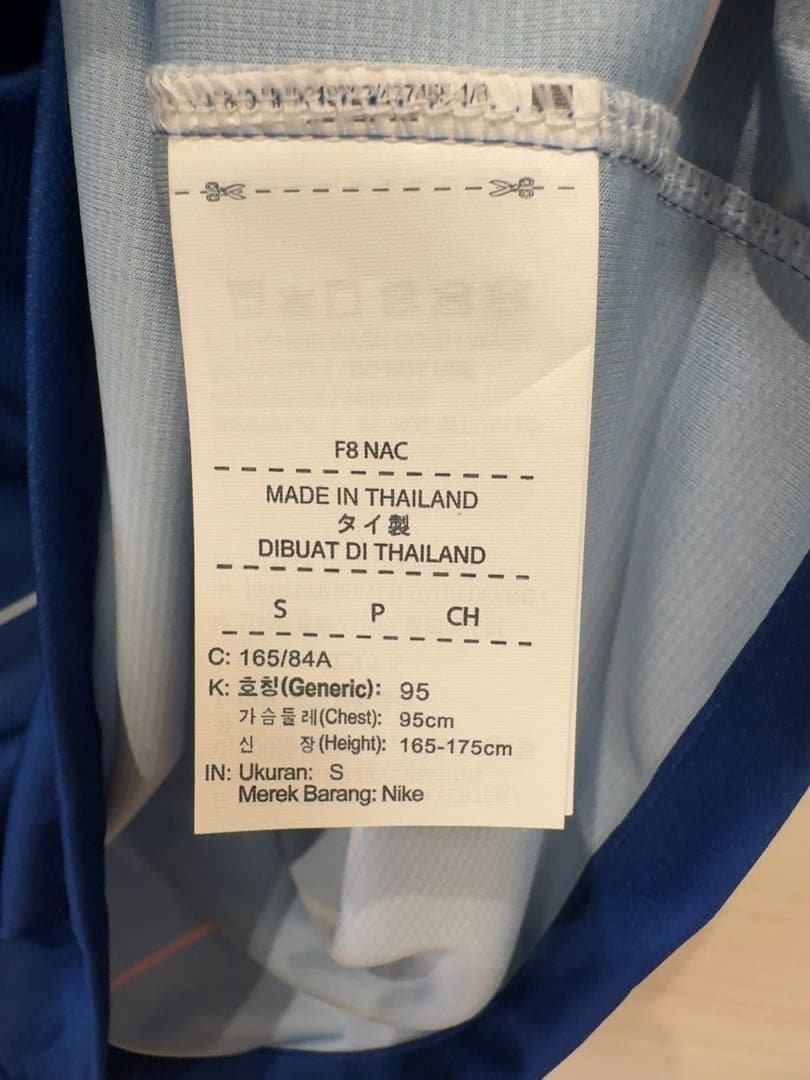 F8 NAC
MADE IN THAILAND
タイ製
DIBUAT DI THAILAND
S P CH
C: 165/84A
K: 호칭(Generic): 95
가슴둘레(Chest): 95cm
신 장(Height): 165-175cm
IN: Ukuran: S
Merek Barang: Nike